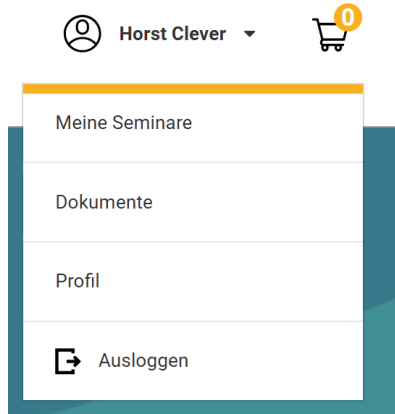 Horst Clever
0
Meine Seminare
Dokumente
Profil
Ausloggen